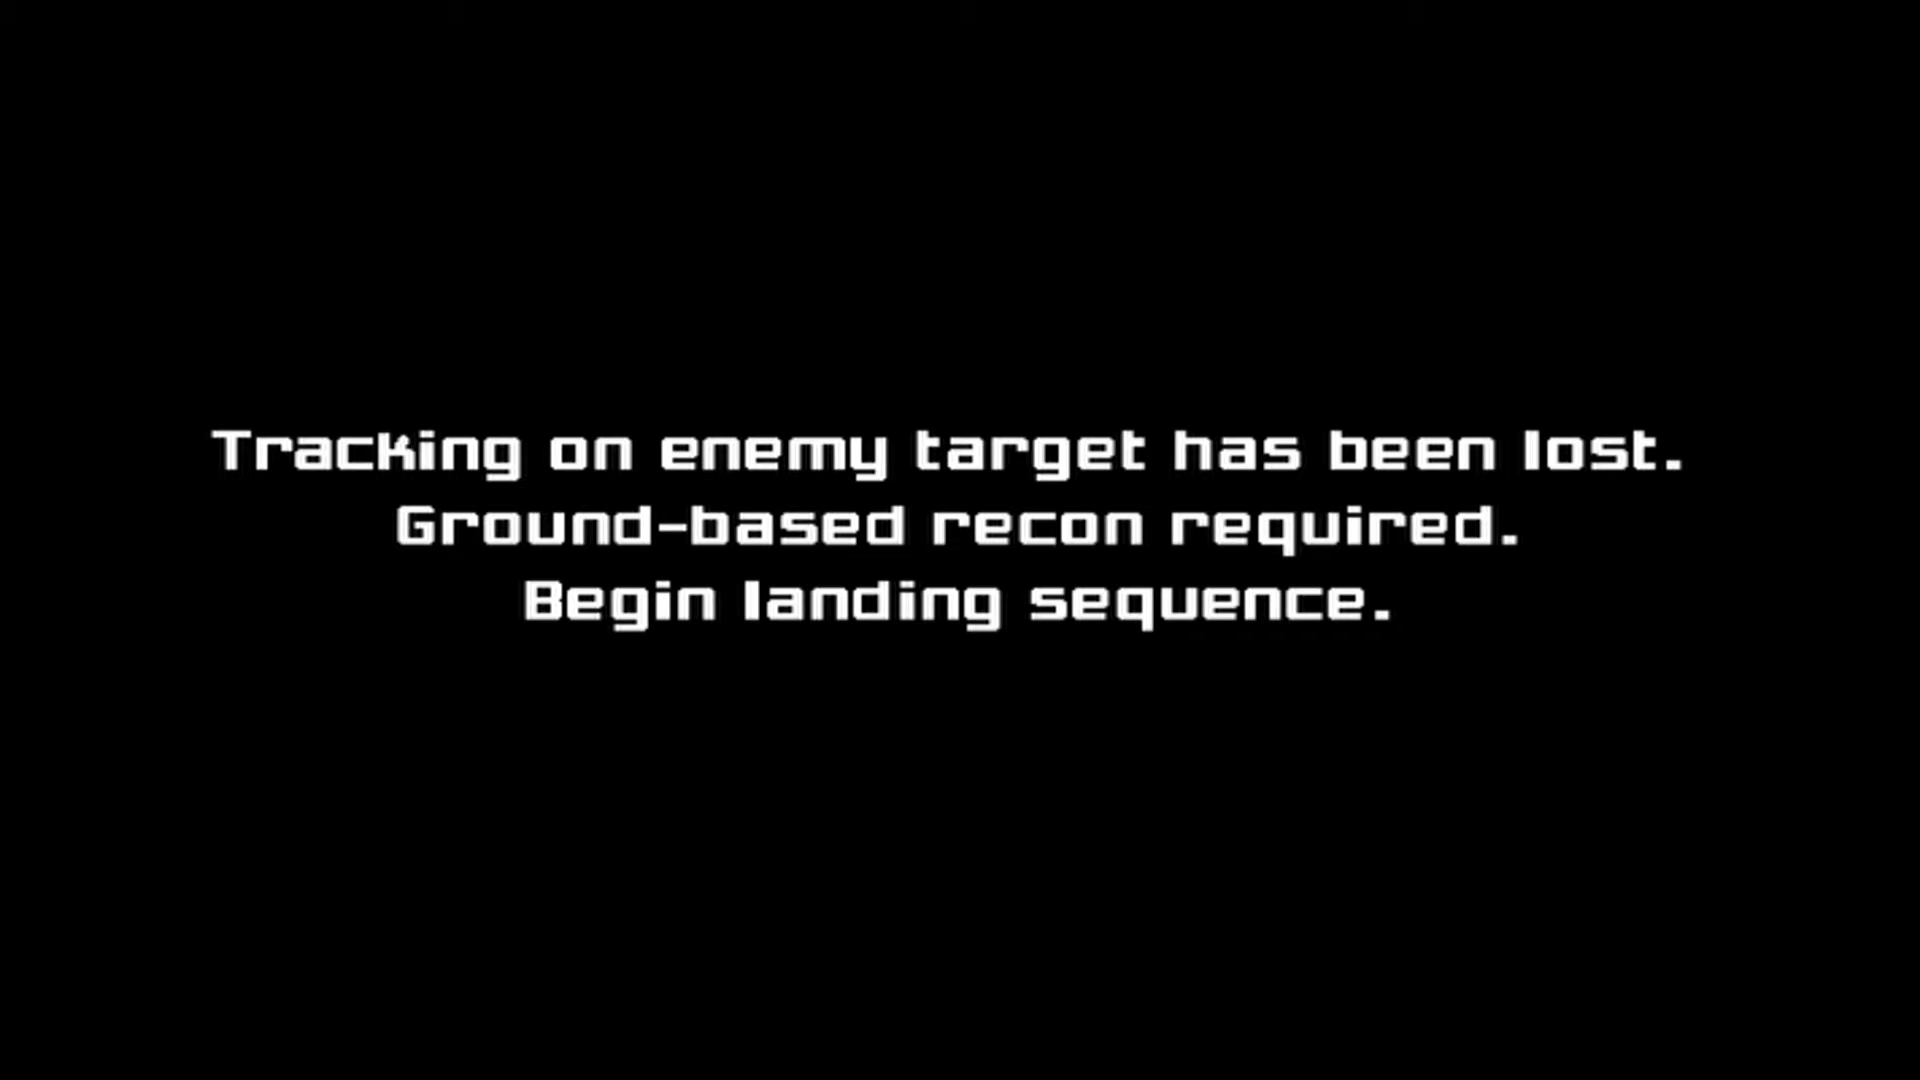 Tracking on enemy target has been lost.
Ground-based recon required.
Begin landing sequence.